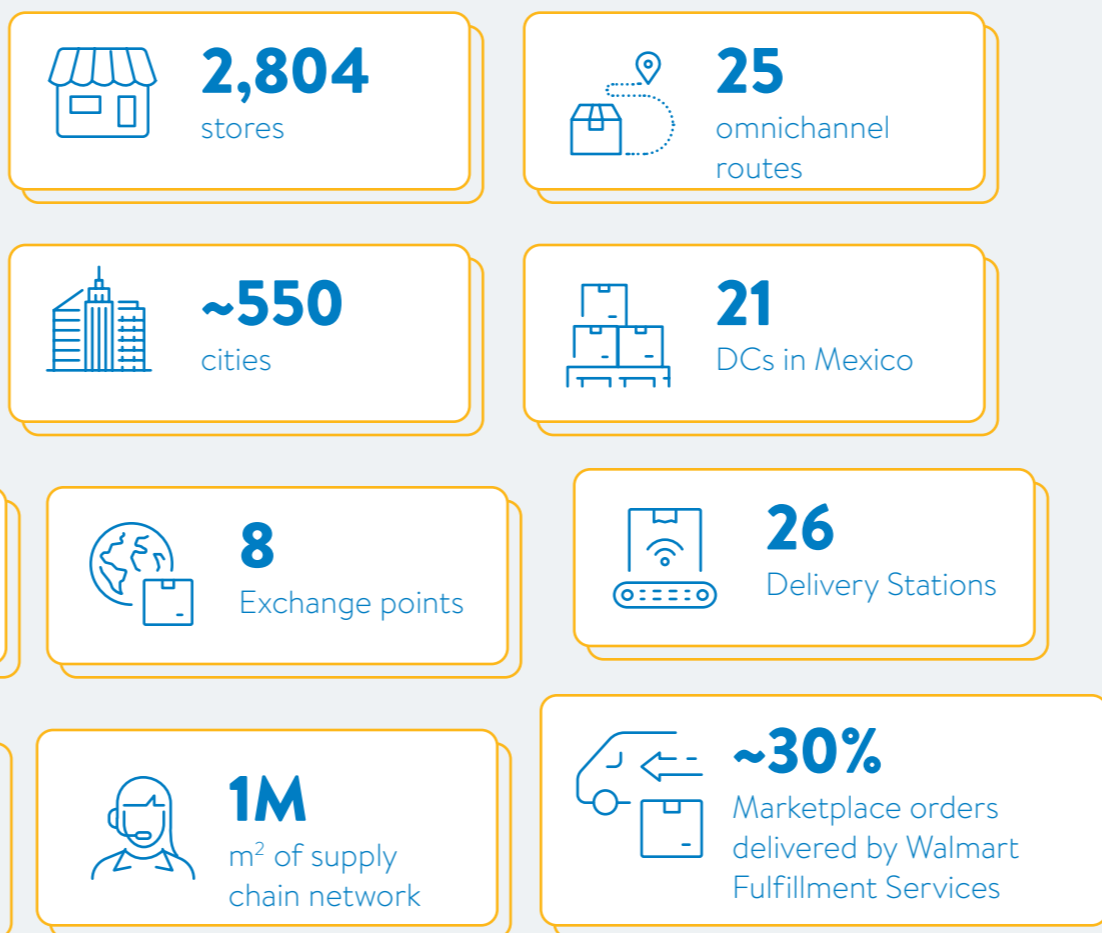 2,804
stores
25
omnichannel
routes
~550
cities
21
DCs in Mexico
8
Exchange points
26
Delivery Stations
1M
m² of supply
chain network
~30%
Marketplace orders
delivered by Walmart
Fulfillment Services